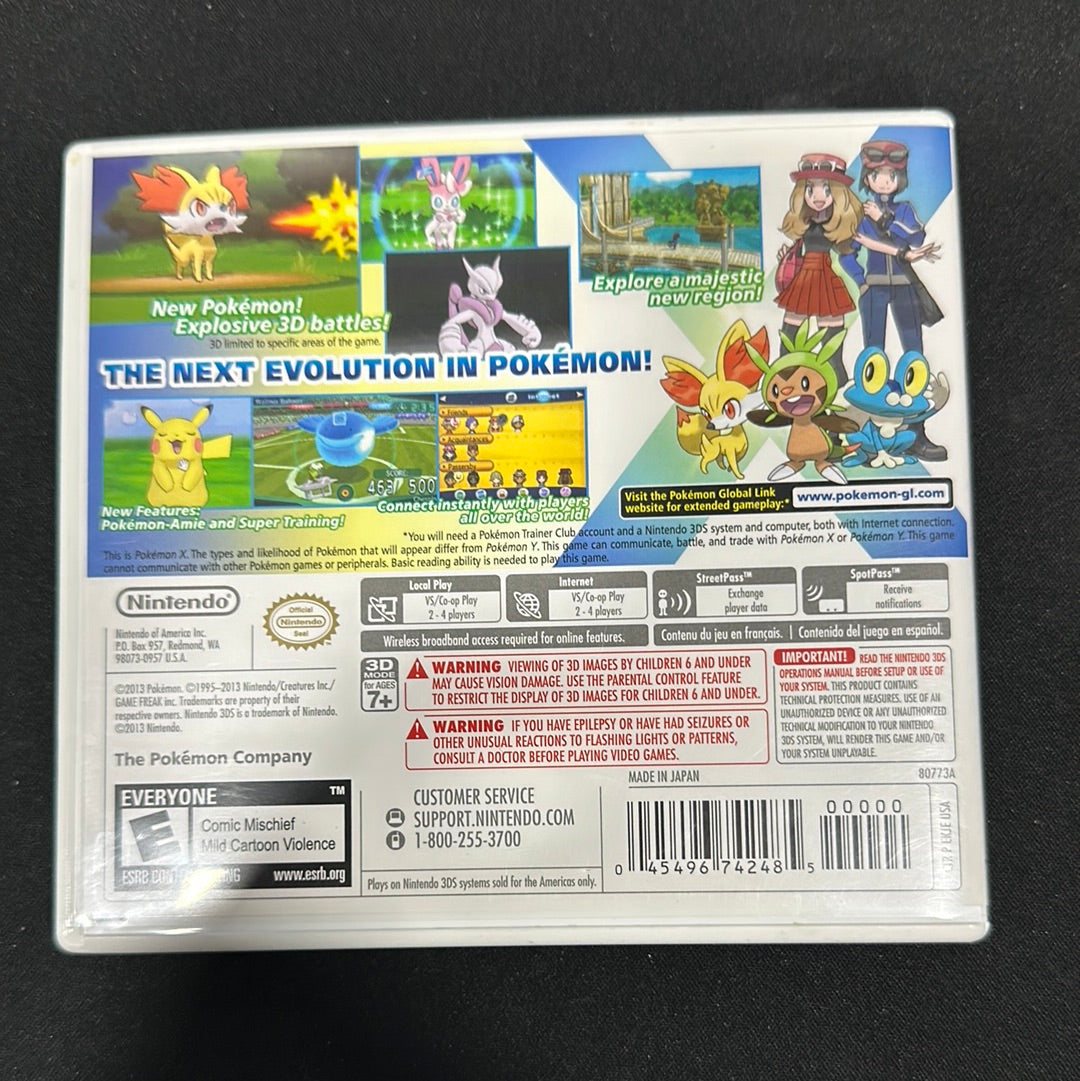 New Pokémon!
Explosive 3D battles!
3D limited to specific areas of the game.
Explore a majestic
new region!
THE NEXT EVOLUTION IN POKÉMON!
Friends
Acquaintances
Passersby
SCORE
463/ 500
New Features:
Pokémon-Amie and Super Training!
Connect instantly with players
all over the world!
Visit the Pokémon Global Link
website for extended gameplay:*
www.pokemon-gl.com
*You will need a Pokémon Trainer Club account and a Nintendo 3DS system and computer, both with Internet connection.
This is Pokémon X. The types and likelihood of Pokémon that will appear differ from Pokémon Y. This game can communicate, battle, and trade with Pokémon X or Pokémon Y. This game
cannot communicate with other Pokémon games or peripherals. Basic reading ability is needed to play this game.
Nintendo®
Official
Nintendo
Seal
Nintendo of America Inc.
P.O. Box 957, Redmond, WA
98073-0957 U.S.A.
Local Play
VS/Co-op Play
2 - 4 players
Internet
VS/Co-op Play
2 - 4 players
StreetPass™
Exchange
player data
SpotPass™
Receive
notifications
Wireless broadband access required for online features.
Contenu du jeu en français. | Contenido del juego en español.
©2013 Pokémon. ©1995–2013 Nintendo/Creatures Inc./
GAME FREAK inc. Trademarks are property of their
respective owners. Nintendo 3DS is a trademark of Nintendo.
©2013 Nintendo.
The Pokémon Company
3D
MODE
for AGES
7+
WARNING VIEWING OF 3D IMAGES BY CHILDREN 6 AND UNDER
MAY CAUSE VISION DAMAGE. USE THE PARENTAL CONTROL FEATURE
TO RESTRICT THE DISPLAY OF 3D IMAGES FOR CHILDREN 6 AND UNDER.
WARNING IF YOU HAVE EPILEPSY OR HAVE HAD SEIZURES OR
OTHER UNUSUAL REACTIONS TO FLASHING LIGHTS OR PATTERNS,
CONSULT A DOCTOR BEFORE PLAYING VIDEO GAMES.
IMPORTANT! READ THE NINTENDO 3DS
OPERATIONS MANUAL BEFORE SETUP OR USE OF
YOUR SYSTEM. THIS PRODUCT CONTAINS
TECHNICAL PROTECTION MEASURES. USE OF AN
UNAUTHORIZED DEVICE OR ANY UNAUTHORIZED
TECHNICAL MODIFICATION TO YOUR NINTENDO
3DS SYSTEM, WILL RENDER THIS GAME AND/OR
YOUR SYSTEM UNPLAYABLE.
MADE IN JAPAN
80773A
EVERYONE
TM
E
Comic Mischief
Mild Cartoon Violence
ESRB
www.esrb.org
CUSTOMER SERVICE
SUPPORT.NINTENDO.COM
1-800-255-3700
Plays on Nintendo 3DS systems sold for the Americas only.
0 45496 74248 5
00000
EKJE USA